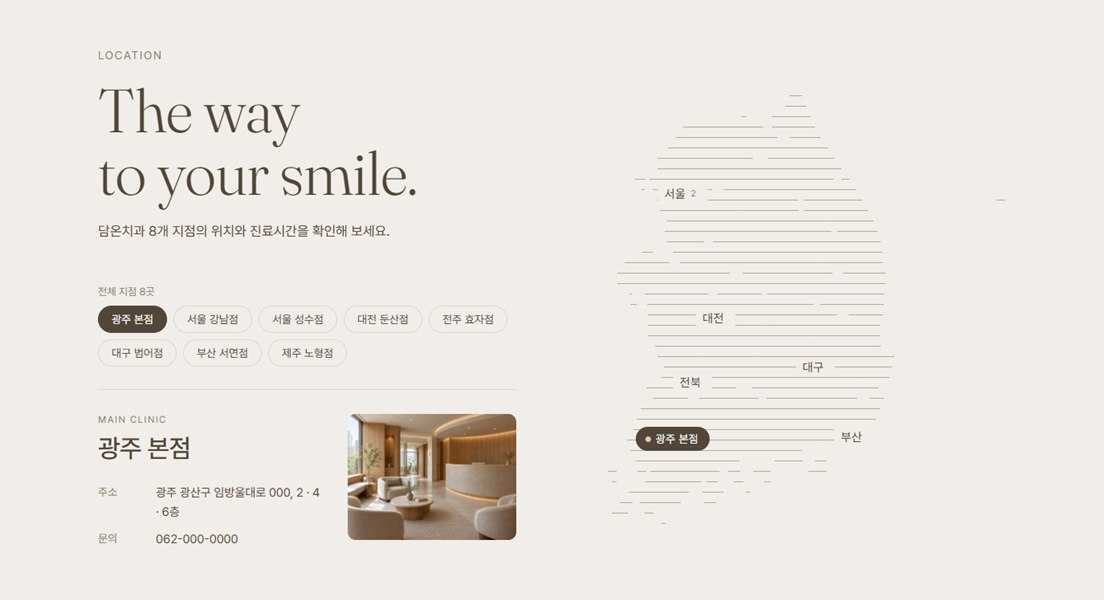 LOCATION
The way
to your smile.
담온치과 8개 지점의 위치와 진료시간을 확인해 보세요.
전체 지점 8곳
광주 본점
서울 강남점
서울 성수점
대전 둔산점
전주 효자점
대구 범어점
부산 서면점
제주 노형점
MAIN CLINIC
광주 본점
주소
광주 광산구 임방울대로 000, 2 · 4
· 6층
문의
062-000-0000
서울 2
대전
대구
전북
광주 본점
부산